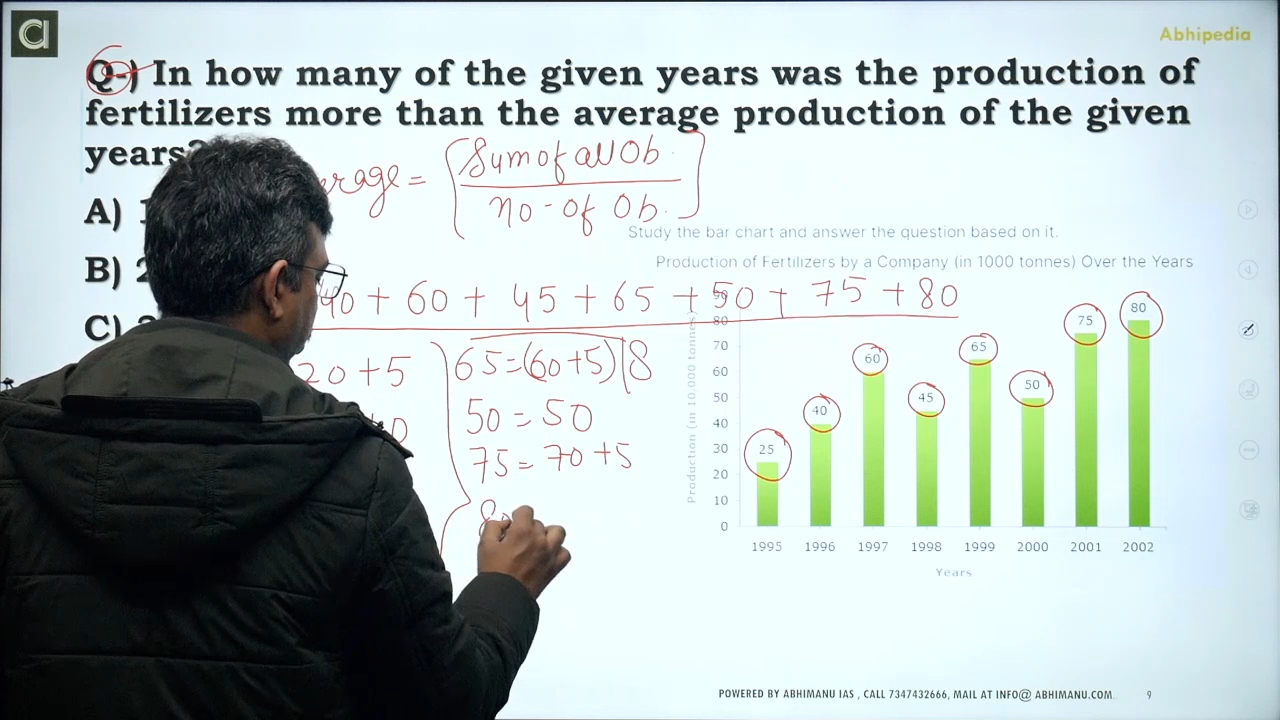 a
Abhipedia
Q-) In how many of the given years was the production of
fertilizers more than the average production of the given
years?
A) 1
B) 2
C)
erage = [Sum of all Ob.
no - of Ob.]
Study the bar chart and answer the question based on it.
Production of Fertilizers by a Company (in 1000 tonnes) Over the Years
40 + 60 + 45 + 65 + 50 + 75 + 80
8
20 + 5
0
65 = (60+5)
50 = 50
75 = 70 + 5
Production (in 10,000 tonnes)
90
80
70
60
50
40
30
20
10
0
25
40
60
45
65
50
75
80
1995 1996 1997 1998 1999 2000 2001 2002
Years
POWERED BY ABHIMANU IAS , CALL 7347432666, MAIL AT INFO@ ABHIMANU.COM
9